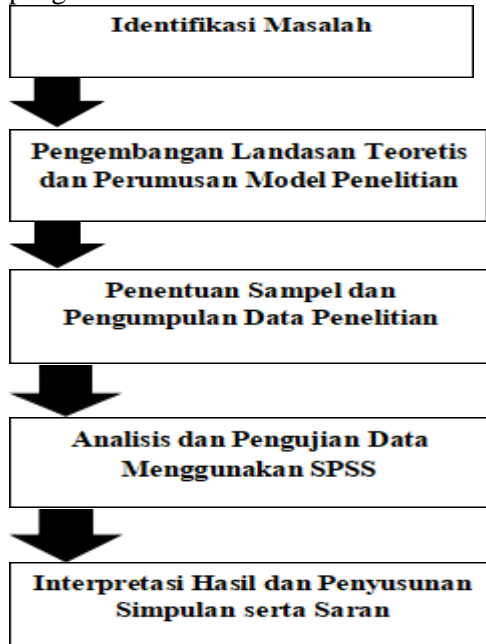 Identifikasi Masalah
Pengembangan Landasan Teoretis
dan Perumusan Model Penelitian
Penentuan Sampel dan
Pengumpulan Data Penelitian
Analisis dan Pengujian Data
Menggunakan SPSS
Interpretasi Hasil dan Penyusunan
Simpulan serta Saran